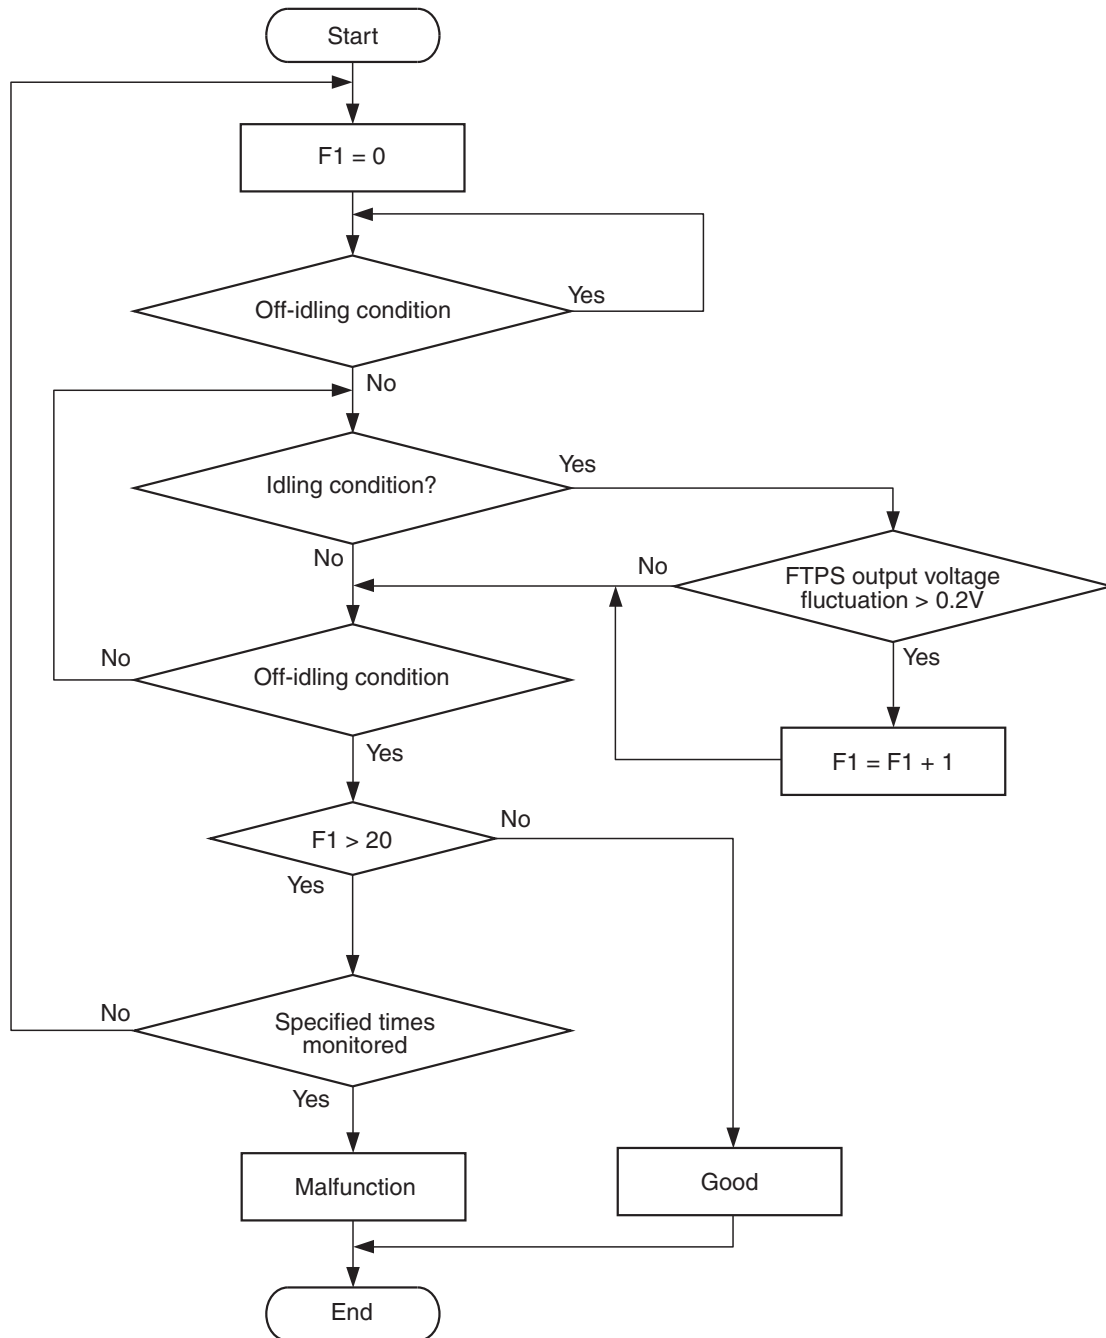 Start
F1 = 0
Off-idling condition
Yes
No
Idling condition?
Yes
No
No
FTPS output voltage
fluctuation > 0.2V
Yes
F1 = F1 + 1
No
Off-idling condition
Yes
F1 > 20
No
Yes
No
Specified times
monitored
Yes
Malfunction
Good
End